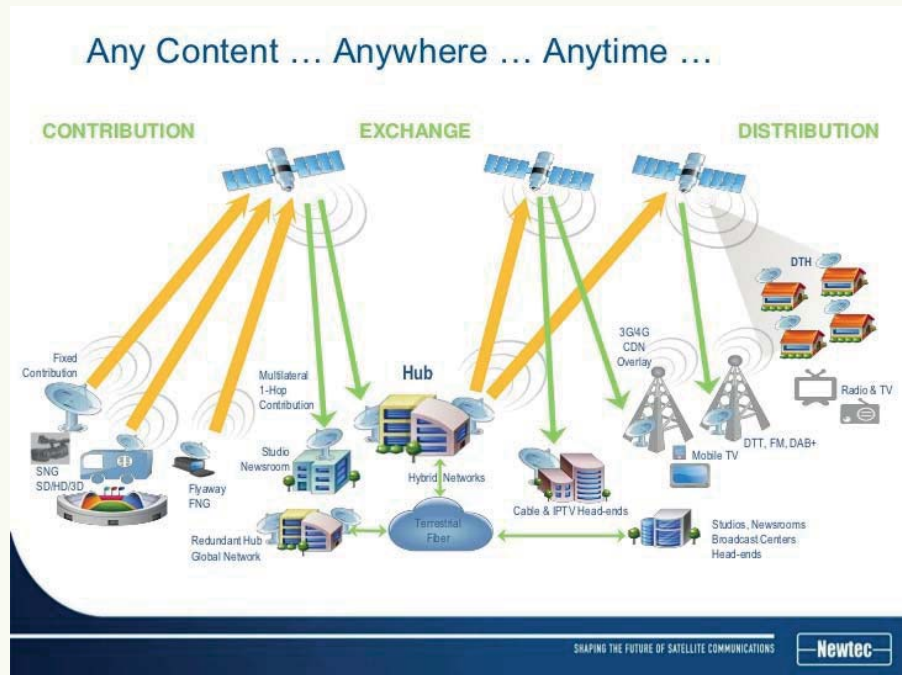 Any Content … Anywhere … Anytime …
CONTRIBUTION
EXCHANGE
DISTRIBUTION
DTH
3G/4G
CDN
Overlay
Fixed
Contribution
Multilateral
1-Hop
Contribution
Hub
Radio & TV
SNG
SD/HD/3D
Flyaway
FNG
Studio
Newsroom
Hybrid Networks
Mobile TV
DTT, FM, DAB+
Cable & IPTV Head-ends
Redundant Hub
Global Network
Terrestrial
Fiber
Studios, Newsrooms
Broadcast Centers
Head-ends
SHAPING THE FUTURE OF SATELLITE COMMUNICATIONS
Newtec